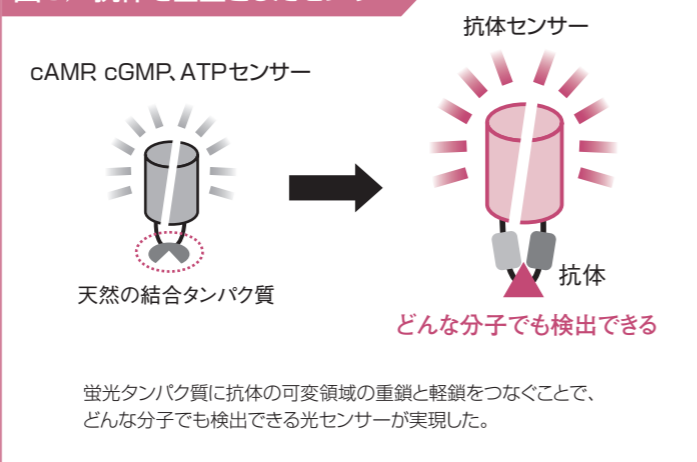 抗体センサー
cAMP、cGMP、ATPセンサー
天然の結合タンパク質
抗体
どんな分子でも検出できる
蛍光タンパク質に抗体の可変領域の重鎖と軽鎖をつなぐことで、
どんな分子でも検出できる光センサーが実現した。